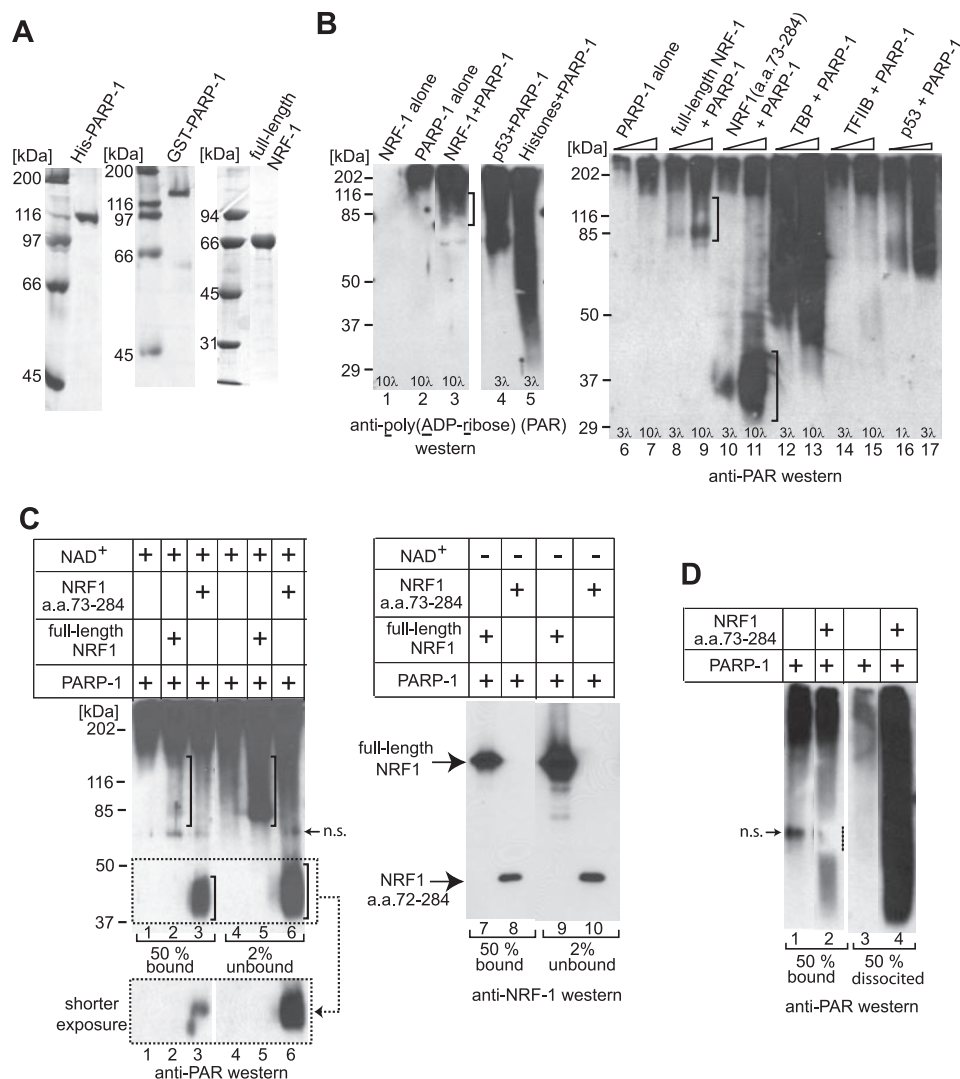 A
His-PARP-1
GST-PARP-1
full-length
NRF-1
[kDa]
200
116
97
66
45
[kDa]
200
116
97
66
45
[kDa]
94
66
45
31
B
NRF-1 alone
PARP-1 alone
NRF-1+PARP-1
p53+PARP-1
Histones+PARP-1
[kDa]
202
116
85
50
37
29
10λ 10λ 10λ 3λ 3λ
1 2 3 4 5
anti-poly(ADP-ribose) (PAR)
western
PARP-1 alone
full-length NRF-1
+ PARP-1
NRF1(a.a.73-284)
+ PARP-1
TBP + PARP-1
TFIIB + PARP-1
p53 + PARP-1
[kDa]
202
116
85
50
37
29
3λ 10λ 3λ 10λ 3λ 10λ 3λ 10λ 3λ 10λ 1λ 3λ
6 7 8 9 10 11 12 13 14 15 16 17
anti-PAR western
C
NAD+ + + + + + +
NRF1
a.a.73-284 + +
full-length
NRF1 + +
PARP-1 + + + + + +
[kDa]
202
116
85
50
37
n.s.
1 2 3 4 5 6
50 %
bound
2%
unbound
shorter
exposure
1 2 3 4 5 6
anti-PAR western
NAD+ - - - -
NRF1
a.a.73-284 + +
full-length
NRF1 + +
PARP-1 + + + +
full-length
NRF1
NRF1
a.a.72-284
7 8 9 10
50 %
bound
2%
unbound
anti-NRF-1 western
D
NRF1
a.a.73-284 + +
PARP-1 + + + +
n.s.
1 2 3 4
50 %
bound
50 %
dissocited
anti-PAR western